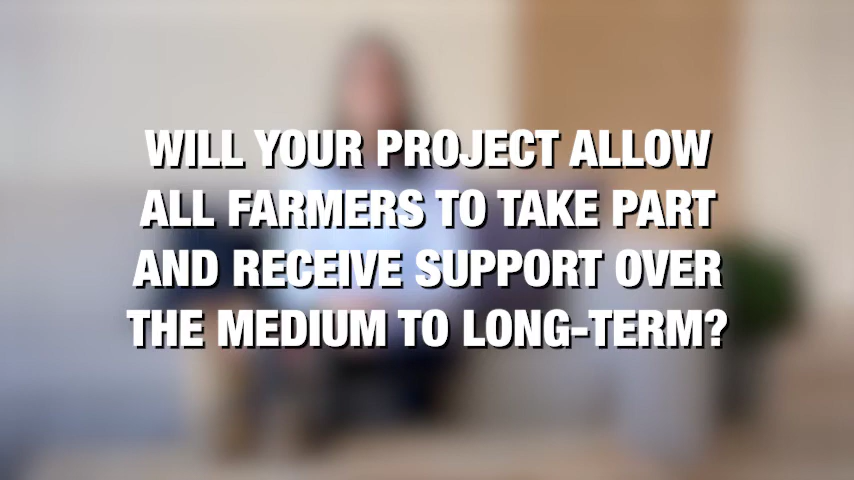 WILL YOUR PROJECT ALLOW
ALL FARMERS TO TAKE PART
AND RECEIVE SUPPORT OVER
THE MEDIUM TO LONG-TERM?